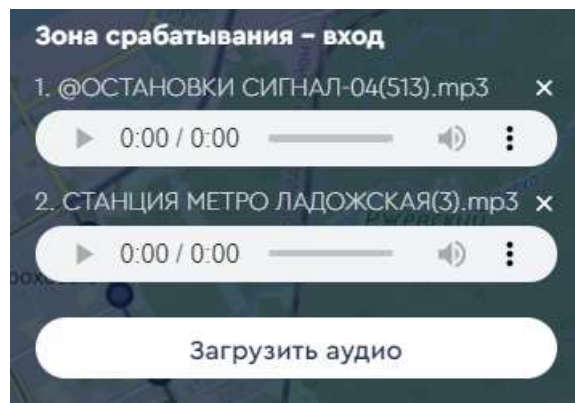 Зона срабатывания – вход
1. @ОСТАНОВКИ СИГНАЛ-04(513).mp3 ×
0:00 / 0:00
2. СТАНЦИЯ МЕТРО ЛАДОЖСКАЯ(3).mp3 ×
0:00 / 0:00
Загрузить аудио